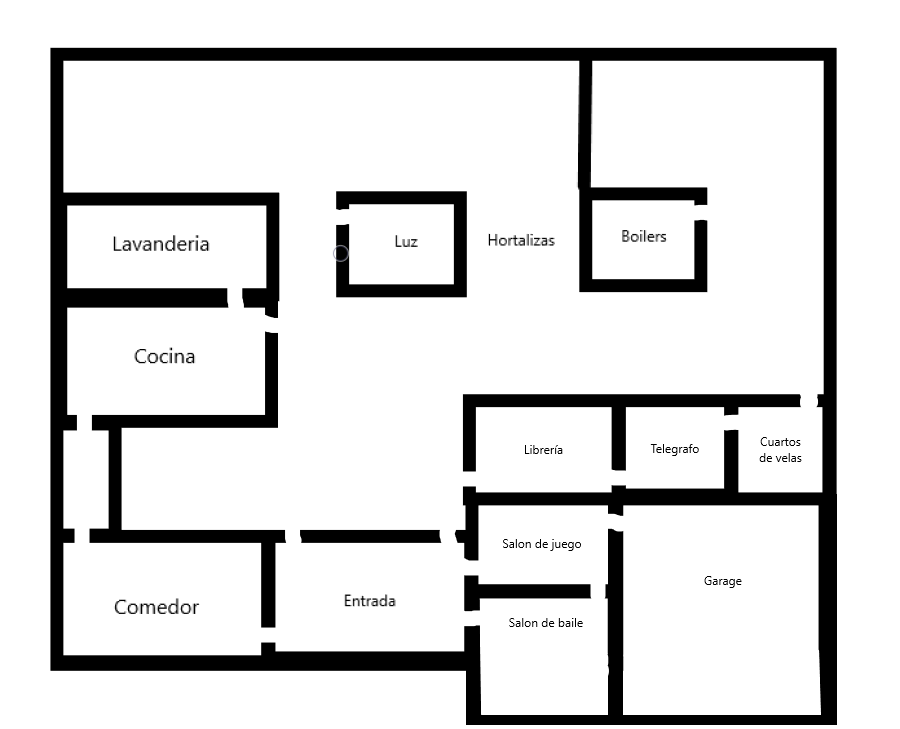 Lavanderia
Luz
Hortalizas
Boilers
Cocina
Librería
Telegrafo
Cuartos
de velas
Salon de juego
Garage
Comedor
Entrada
Salon de baile